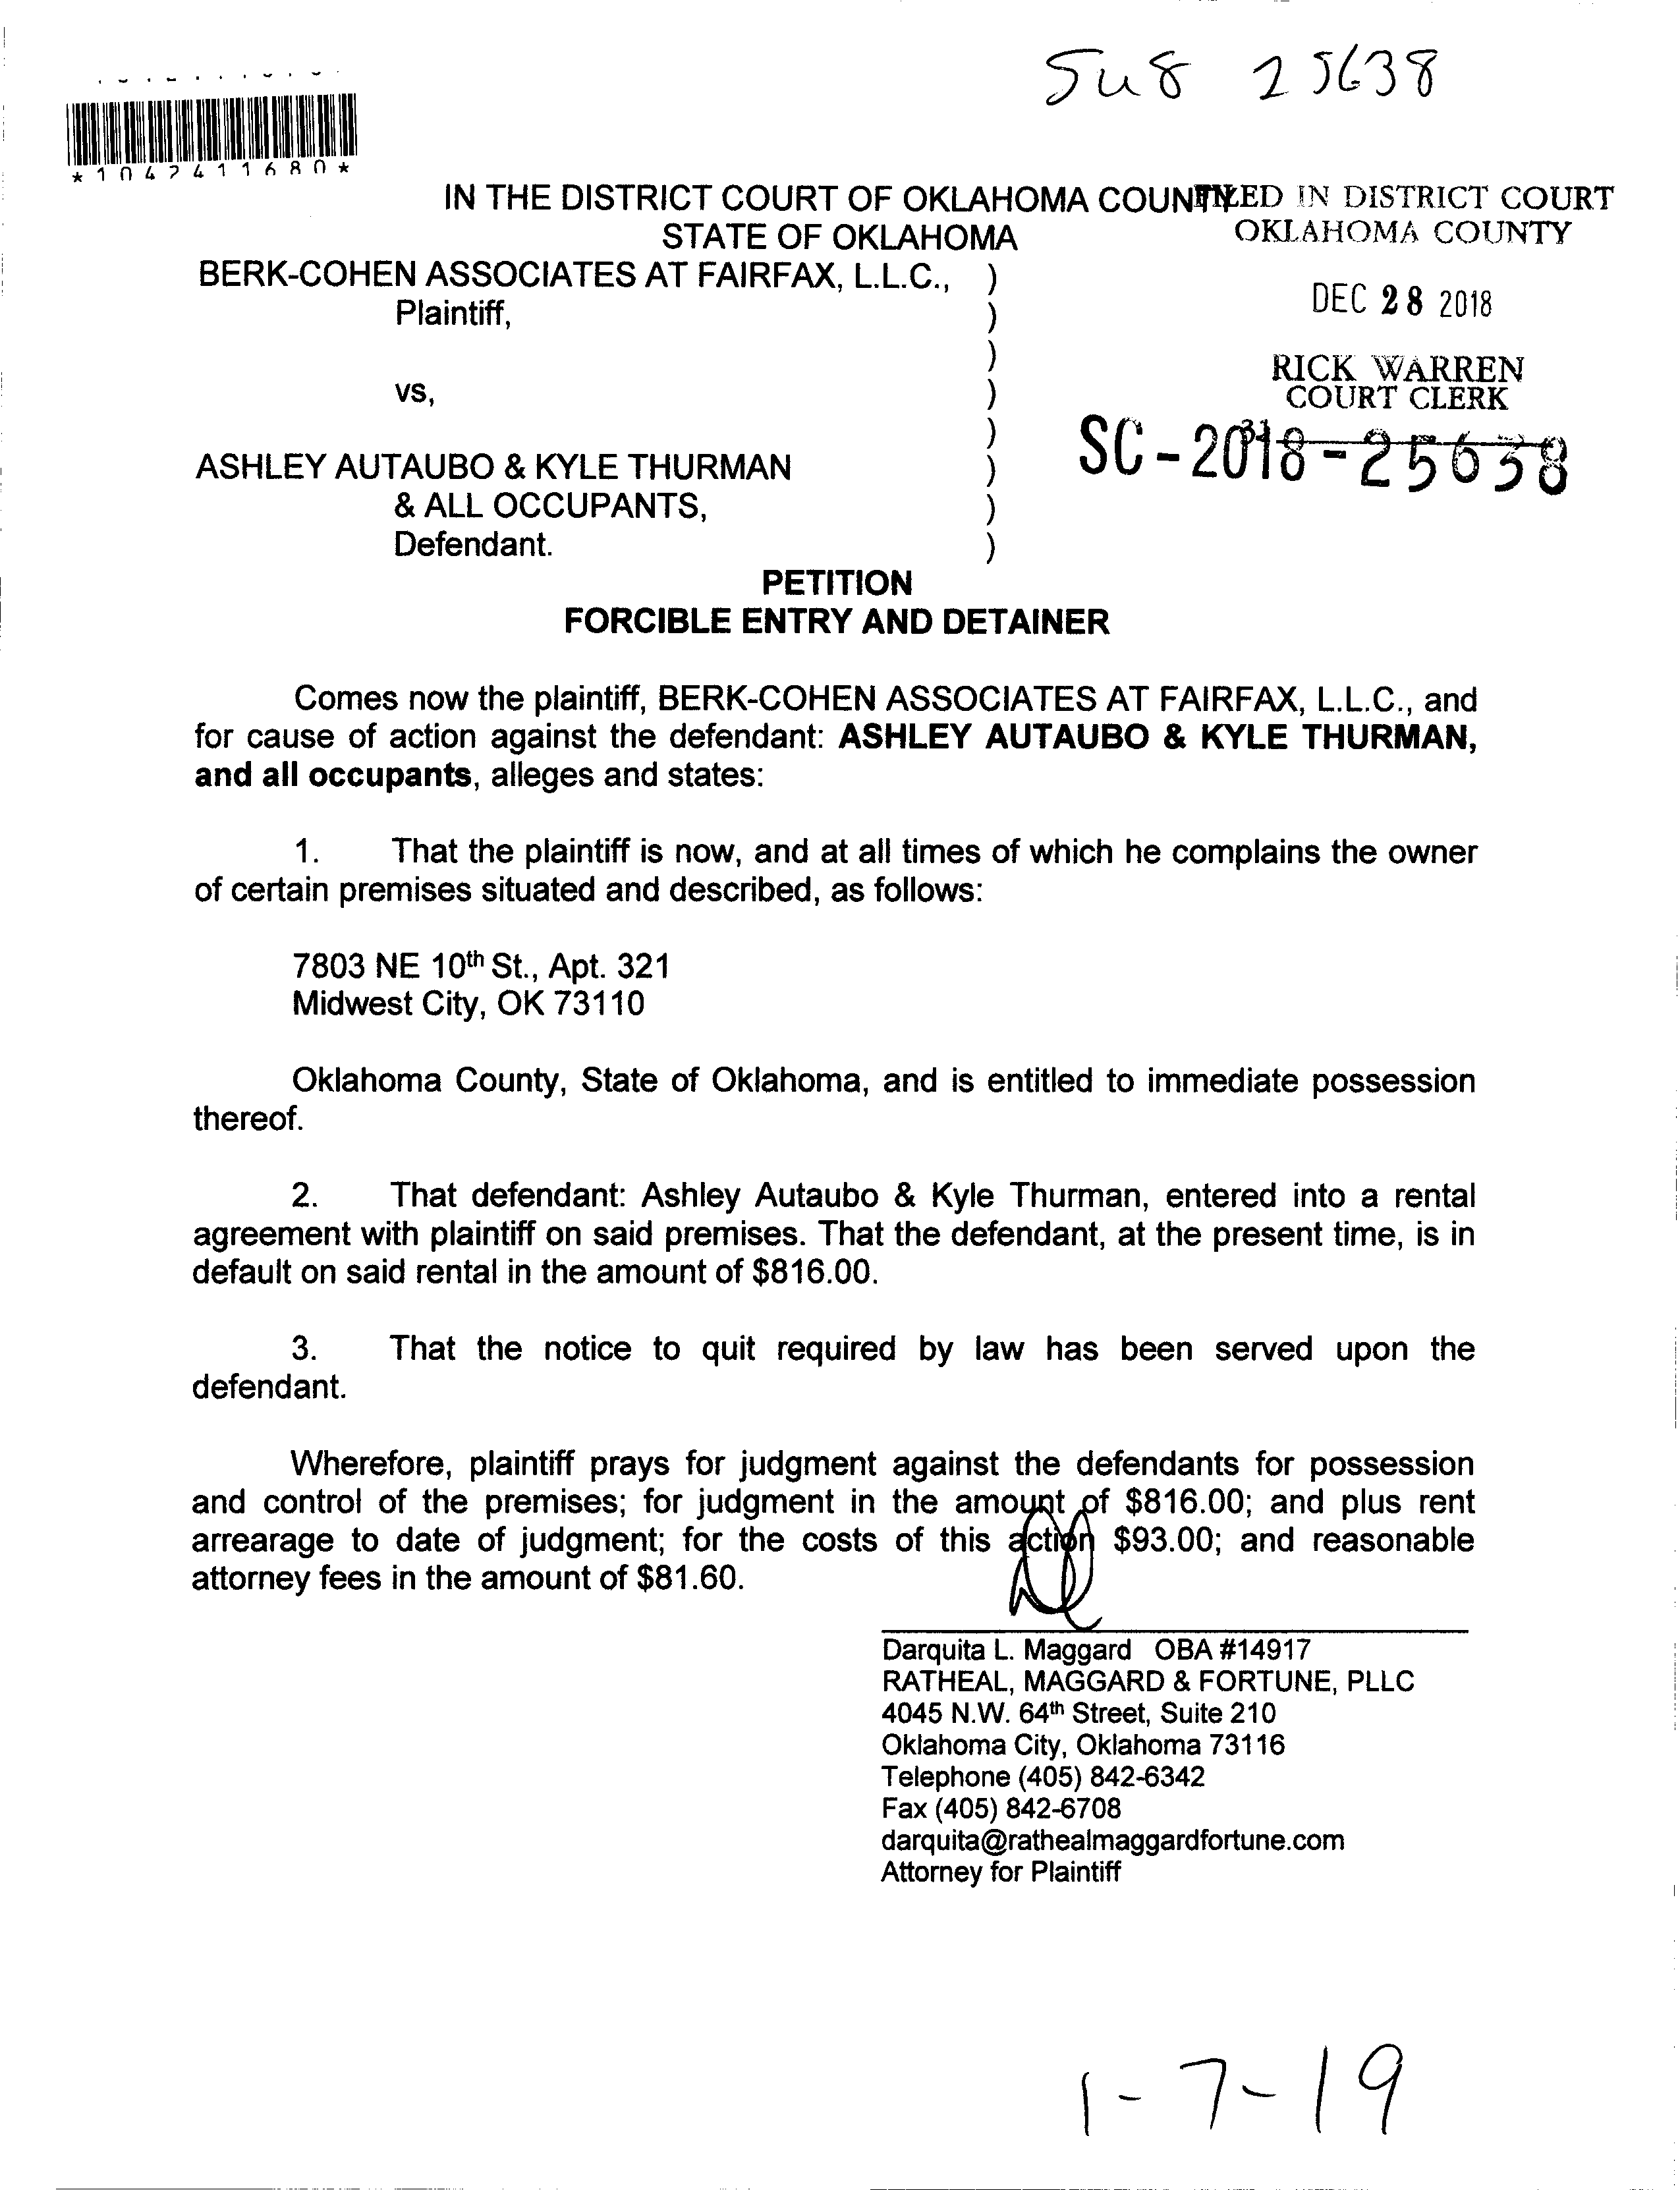 SC18 25638
*1042411680*
IN THE DISTRICT COURT OF OKLAHOMA COUNTY
STATE OF OKLAHOMA
FILED IN DISTRICT COURT
OKLAHOMA COUNTY
DEC 28 2018
RICK WARREN
COURT CLERK
SC-2018-25638
BERK-COHEN ASSOCIATES AT FAIRFAX, L.L.C., )
Plaintiff, )
)
vs, )
)
ASHLEY AUTAUBO & KYLE THURMAN )
& ALL OCCUPANTS, )
Defendant. )
PETITION
FORCIBLE ENTRY AND DETAINER
Comes now the plaintiff, BERK-COHEN ASSOCIATES AT FAIRFAX, L.L.C., and
for cause of action against the defendant: ASHLEY AUTAUBO & KYLE THURMAN,
and all occupants, alleges and states:
1. That the plaintiff is now, and at all times of which he complains the owner
of certain premises situated and described, as follows:
7803 NE 10th St., Apt. 321
Midwest City, OK 73110
Oklahoma County, State of Oklahoma, and is entitled to immediate possession
thereof.
2. That defendant: Ashley Autaubo & Kyle Thurman, entered into a rental
agreement with plaintiff on said premises. That the defendant, at the present time, is in
default on said rental in the amount of $816.00.
3. That the notice to quit required by law has been served upon the
defendant.
Wherefore, plaintiff prays for judgment against the defendants for possession
and control of the premises; for judgment in the amount of $816.00; and plus rent
arrearage to date of judgment; for the costs of this action $93.00; and reasonable
attorney fees in the amount of $81.60.
Darquita L. Maggard OBA #14917
RATHEAL, MAGGARD & FORTUNE, PLLC
4045 N.W. 64th Street, Suite 210
Oklahoma City, Oklahoma 73116
Telephone (405) 842-6342
Fax (405) 842-6708
darquita@rathealmaggardfortune.com
Attorney for Plaintiff
1-7-19